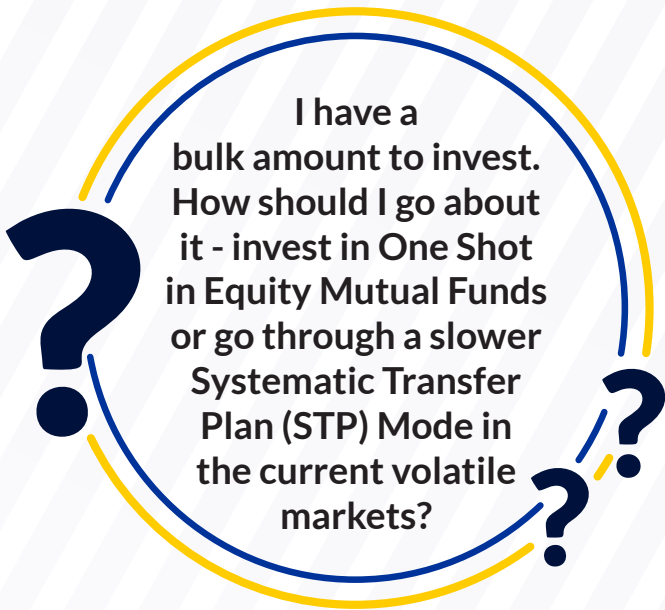 I have a
bulk amount to invest.
How should I go about
it - invest in One Shot
in Equity Mutual Funds
or go through a slower
Systematic Transfer
Plan (STP) Mode in
the current volatile
markets?